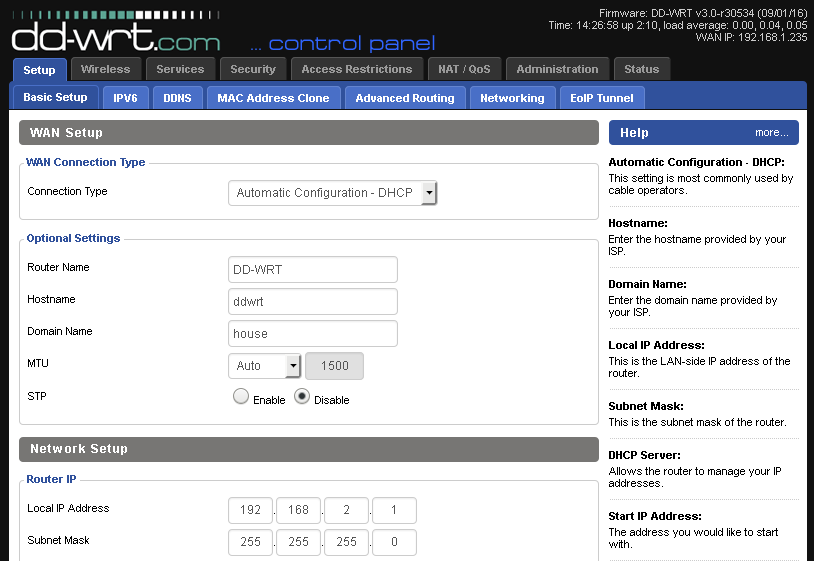 Firmware: DD-WRT v3.0-r30534 (09/01/16)
Time: 14:26:58 up 2:10, load average: 0.00, 0.04, 0.05
WAN IP: 192.168.1.235
dd-wrt.com ... control panel
Setup Wireless Services Security Access Restrictions NAT / QoS Administration Status
Basic Setup IPV6 DDNS MAC Address Clone Advanced Routing Networking EoIP Tunnel
WAN Setup
WAN Connection Type
Connection Type Automatic Configuration - DHCP
Optional Settings
Router Name DD-WRT
Hostname ddwrt
Domain Name house
MTU Auto 1500
STP Enable Disable
Network Setup
Router IP
Local IP Address 192 . 168 . 2 . 1
Subnet Mask 255 . 255 . 255 . 0
Help more...
Automatic Configuration - DHCP:
This setting is most commonly used by
cable operators.
Hostname:
Enter the hostname provided by your
ISP.
Domain Name:
Enter the domain name provided by
your ISP.
Local IP Address:
This is the LAN-side IP address of the
router.
Subnet Mask:
This is the subnet mask of the router.
DHCP Server:
Allows the router to manage your IP
addresses.
Start IP Address:
The address you would like to start
with.